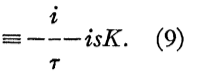 ≡ - i/τ - isK. (9)